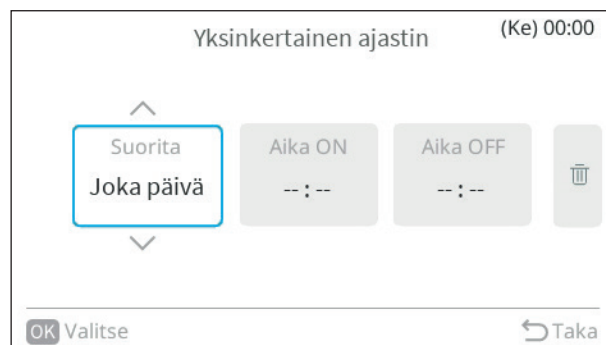 Yksinkertainen ajastin (Ke) 00:00
Suorita Aika ON Aika OFF
Joka päivä --:-- --:--
OK Valitse Taka